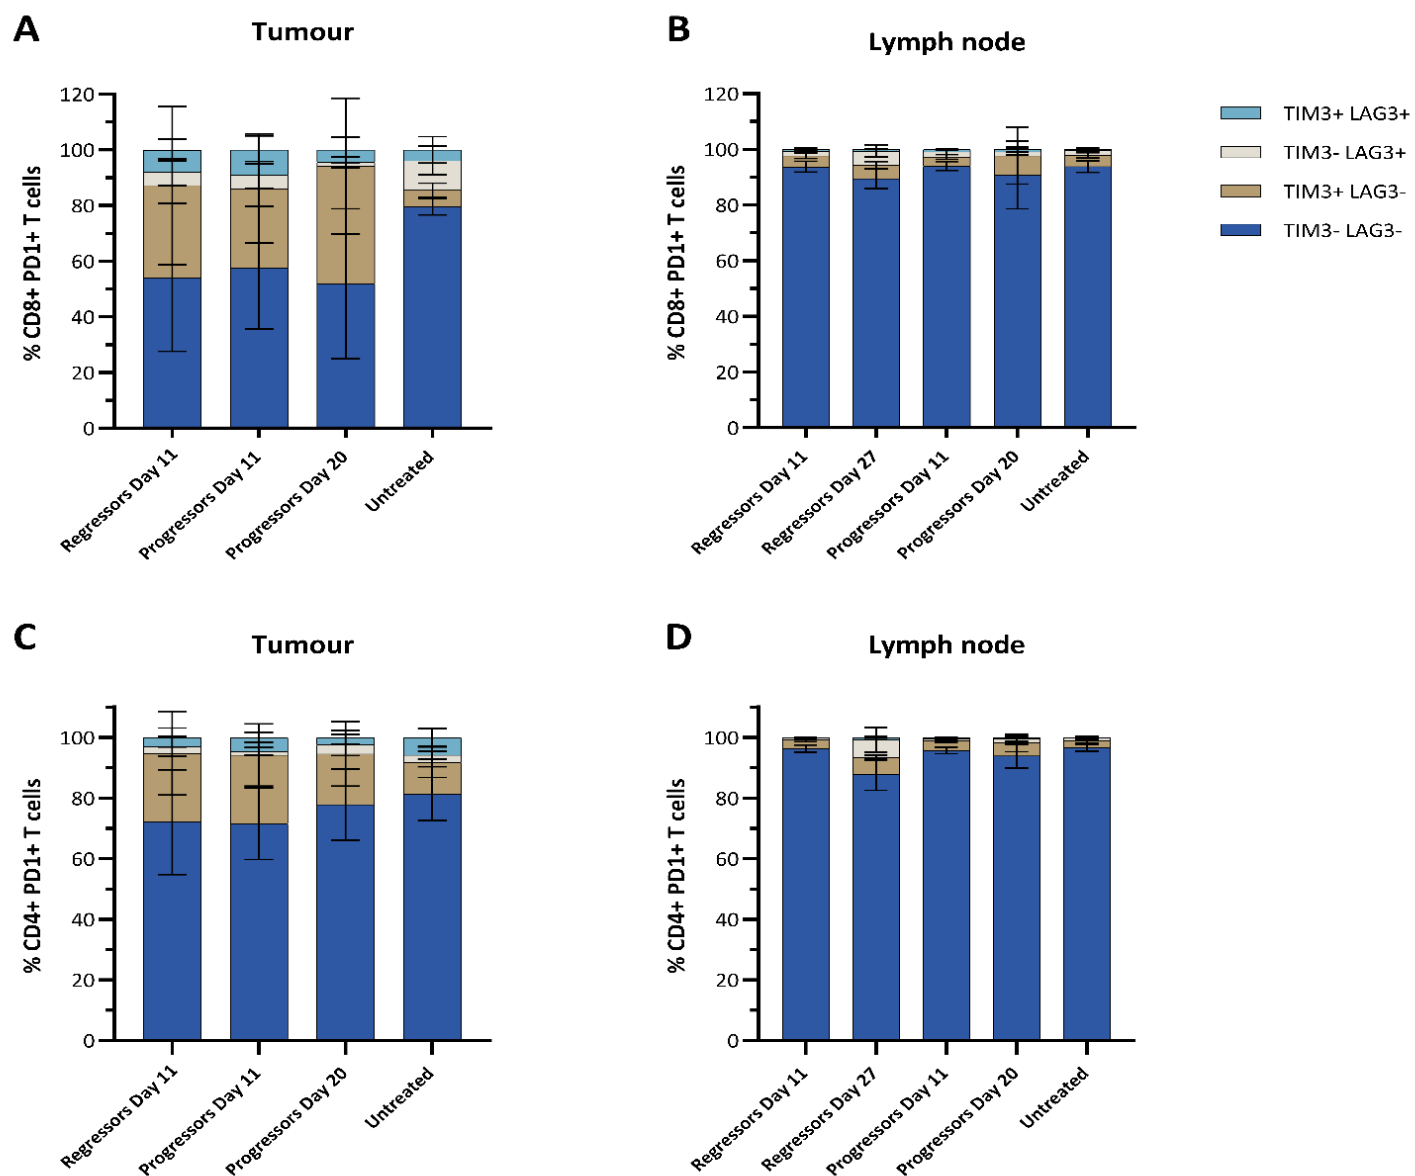 A
Tumour
% CD8+ PD1+ T cells
120
100
80
60
40
20
0
Regressors Day 11
Progressors Day 11
Progressors Day 20
Untreated
B
Lymph node
% CD8+ PD1+ T cells
120
100
80
60
40
20
0
Regressors Day 11
Regressors Day 27
Progressors Day 11
Progressors Day 20
Untreated
TIM3+ LAG3+
TIM3- LAG3+
TIM3+ LAG3-
TIM3- LAG3-
C
Tumour
% CD4+ PD1+ T cells
100
80
60
40
20
0
Regressors Day 11
Progressors Day 11
Progressors Day 20
Untreated
D
Lymph node
% CD4+ PD1+ T cells
100
80
60
40
20
0
Regressors Day 11
Regressors Day 27
Progressors Day 11
Progressors Day 20
Untreated